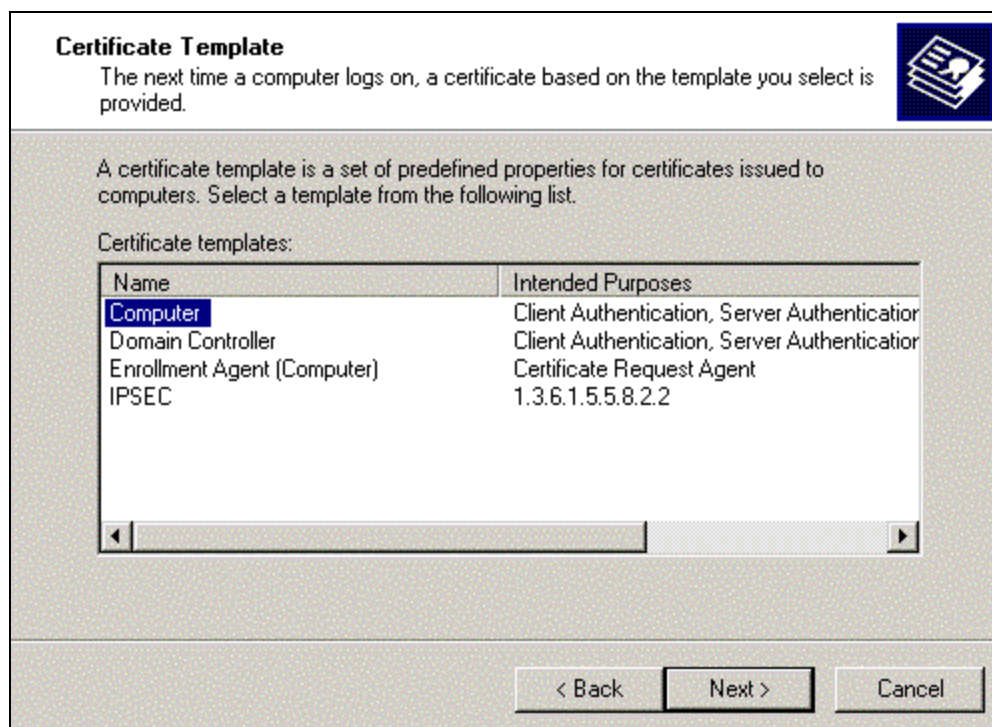 Certificate Template
The next time a computer logs on, a certificate based on the template you select is
provided.
A certificate template is a set of predefined properties for certificates issued to
computers. Select a template from the following list.
Certificate templates:
Name Intended Purposes
Computer Client Authentication, Server Authentication
Domain Controller Client Authentication, Server Authentication
Enrollment Agent (Computer) Certificate Request Agent
IPSEC 1.3.6.1.5.5.8.2.2
< Back Next > Cancel